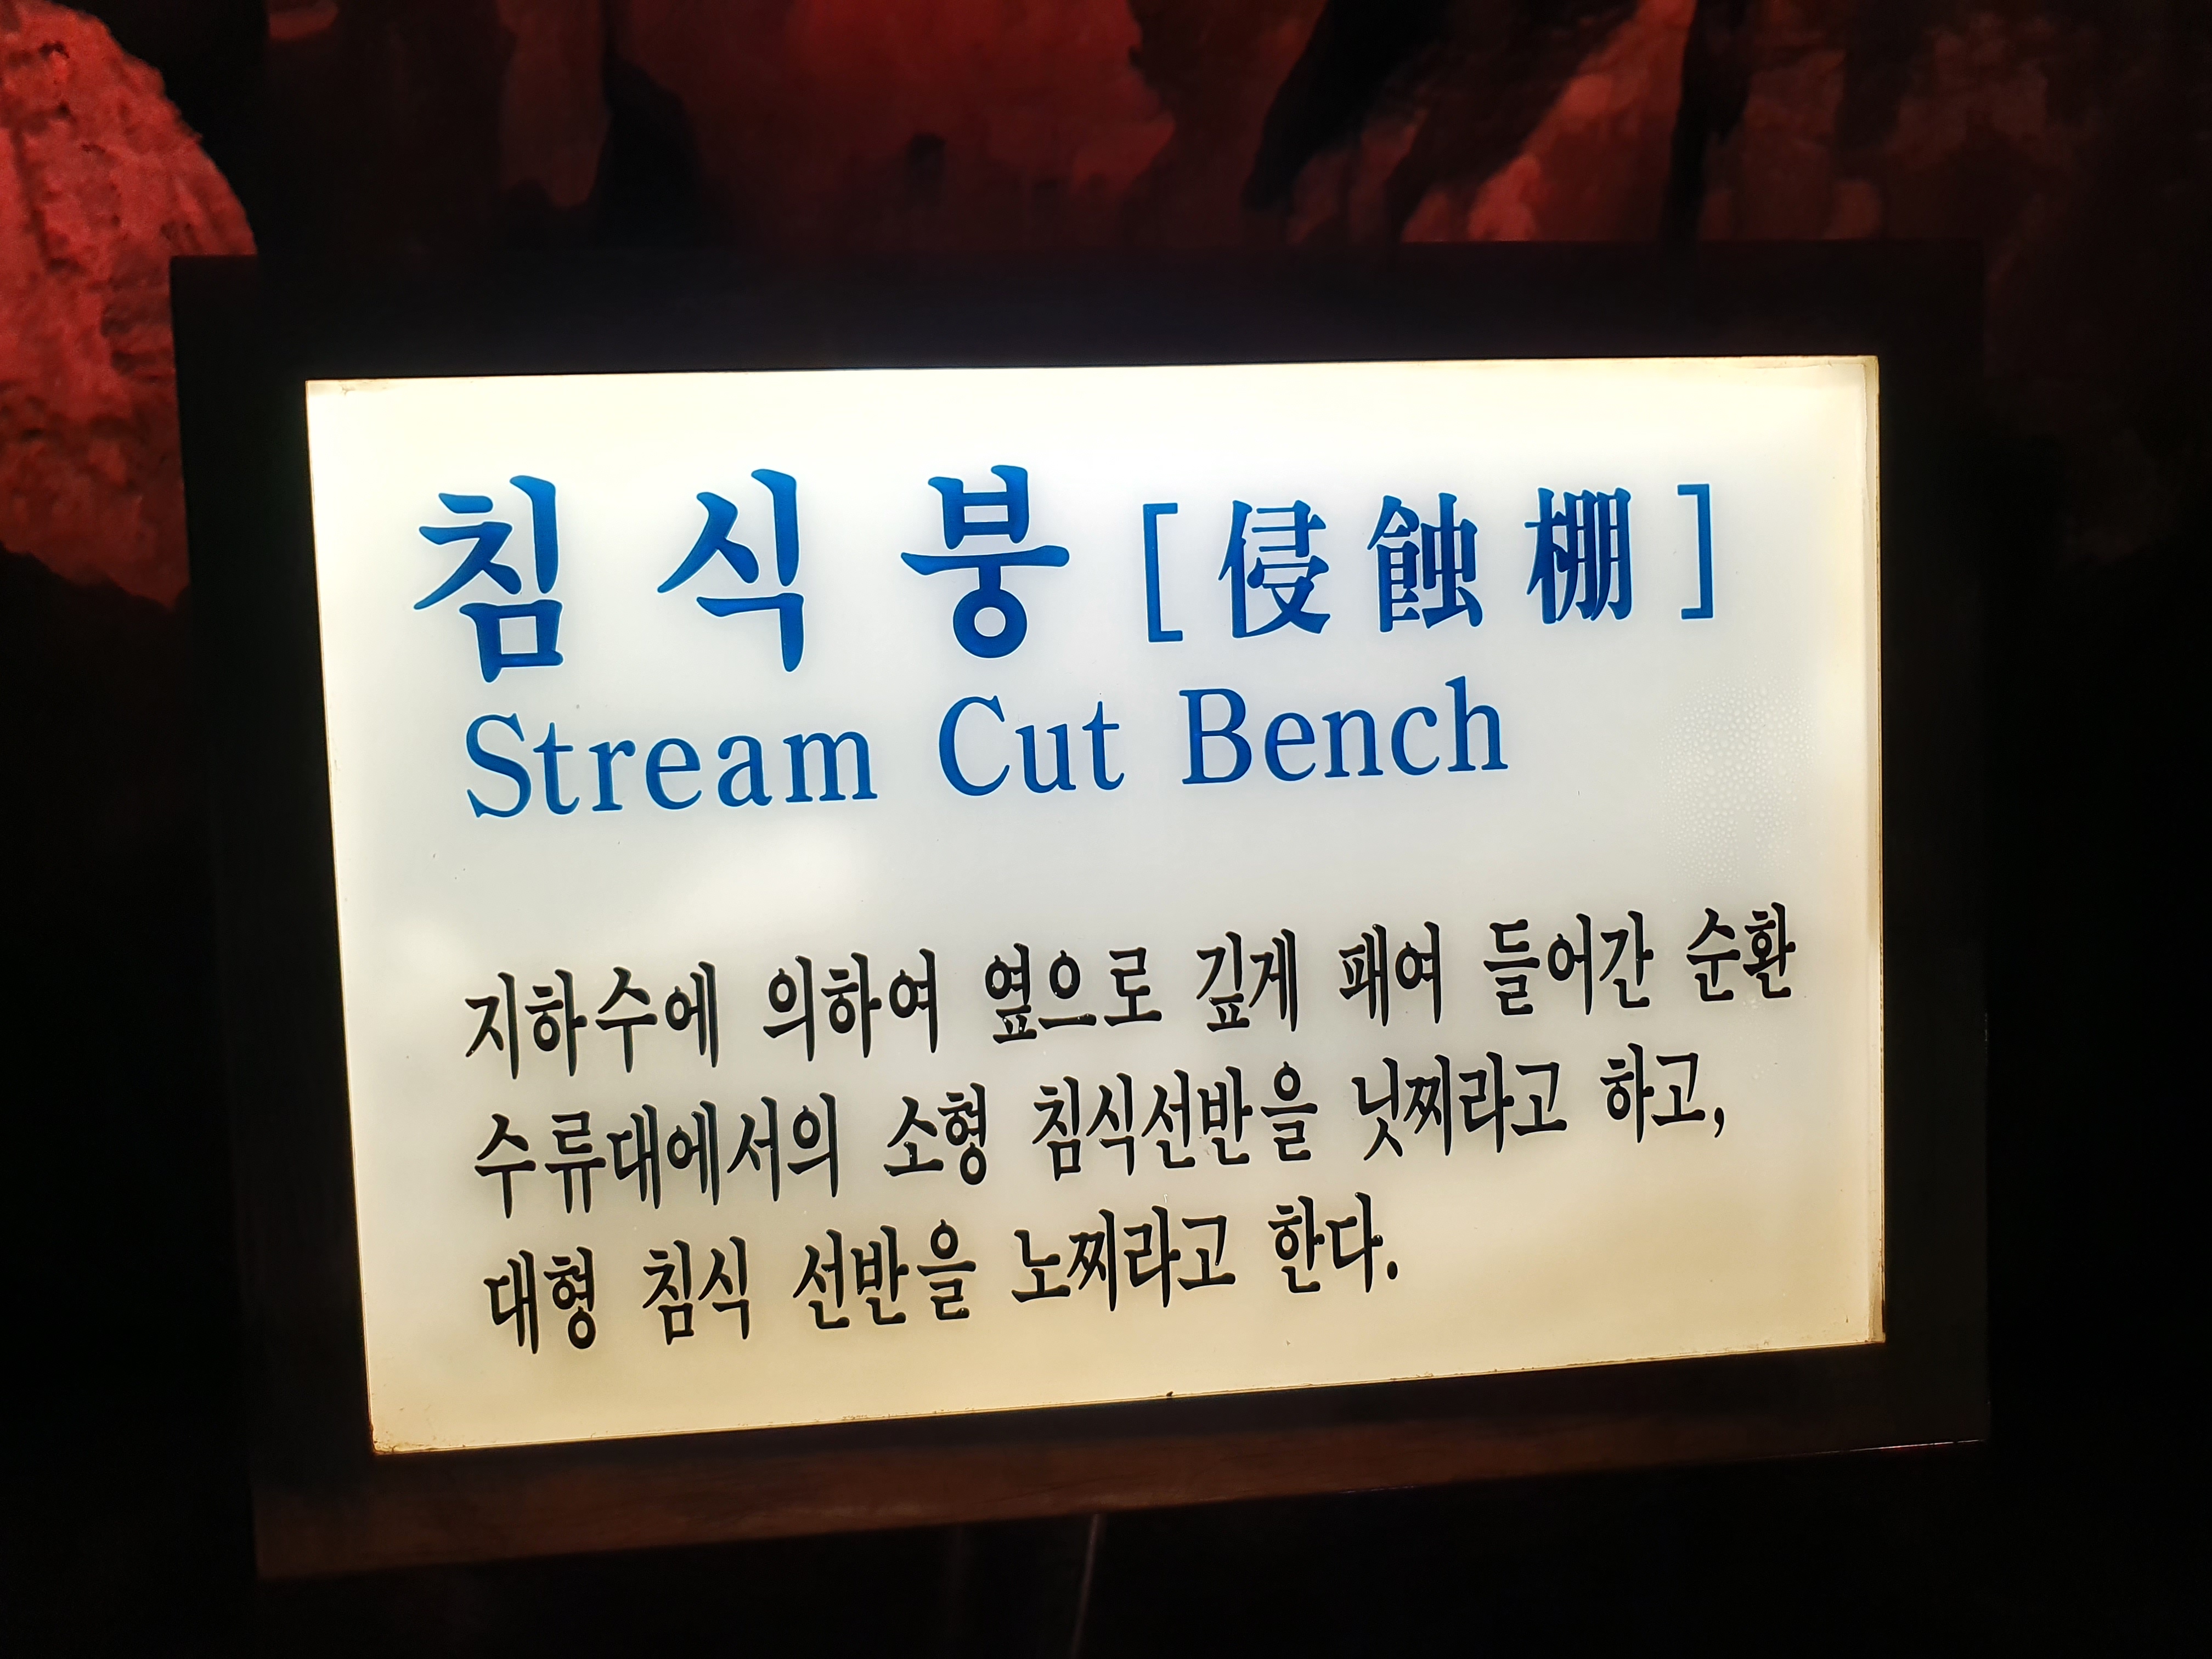 침 식 붕 [侵 蝕 棚]
Stream Cut Bench
지하수에 의하여 옆으로 깊게 패여 들어간 순환
수류대에서의 소형 침식선반을 닛찌라고 하고,
대형 침식 선반을 노찌라고 한다.